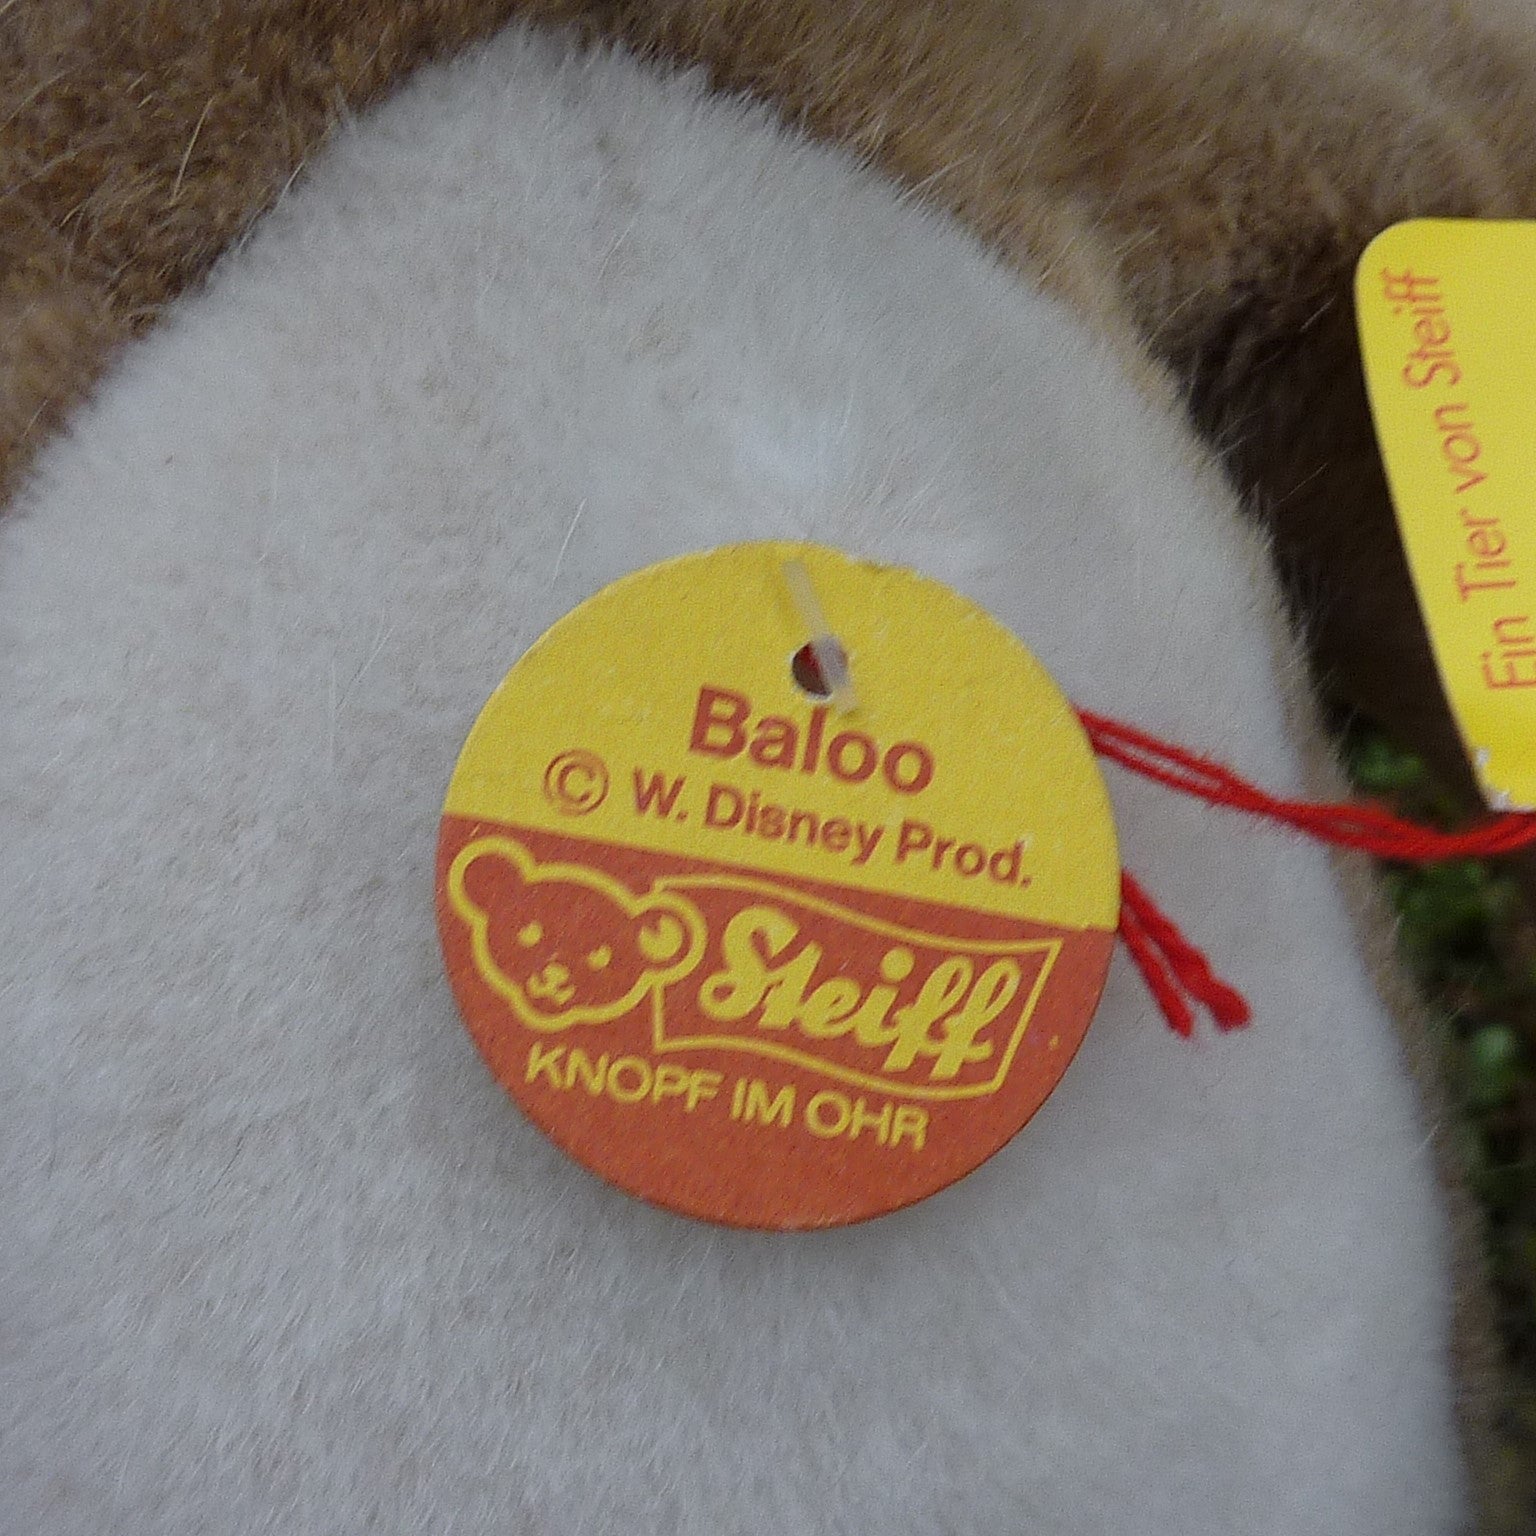 Baloo
© W. Disney Prod.
Steiff
KNOPF IM OHR
Ein Tier von Steiff